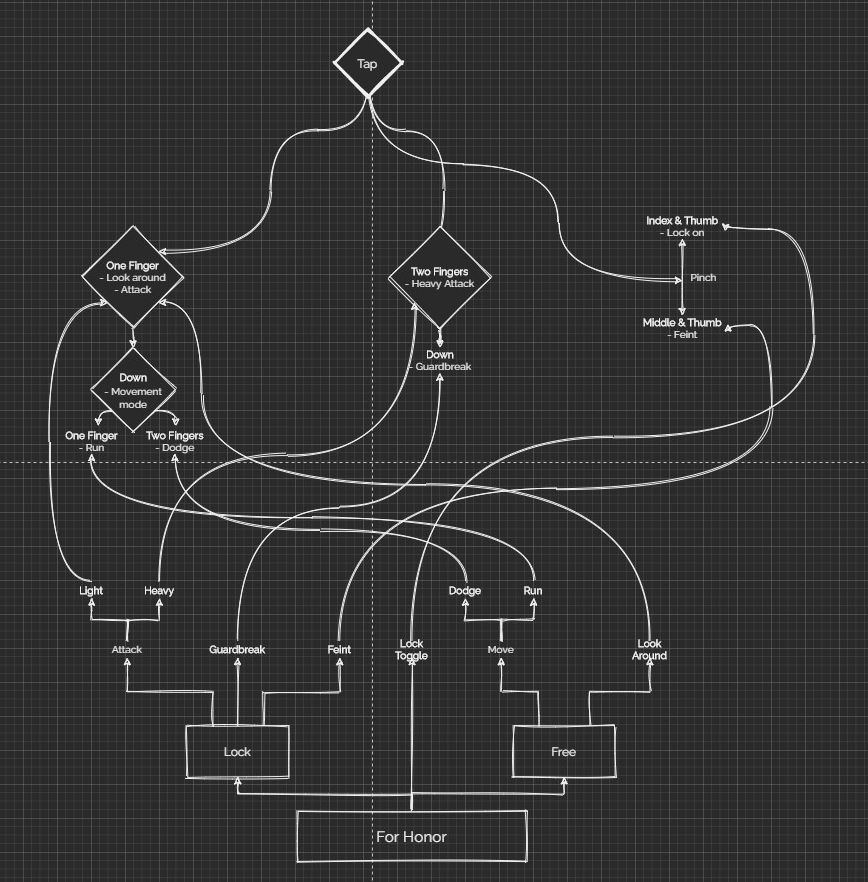 Tap
Index & Thumb
- Lock on
One Finger
- Look around
- Attack
Two Fingers
- Heavy Attack
Pinch
Middle & Thumb
- Feint
Down
- Guardbreak
Down
- Movement
mode
One Finger
- Run
Two Fingers
- Dodge
Light
Heavy
Dodge
Run
Attack
Guardbreak
Feint
Lock
Toggle
Move
Look
Around
Lock
Free
For Honor